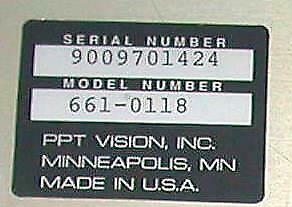 SERIAL NUMBER
9009701424
MODEL NUMBER
661-0118
PPT VISION, INC.
MINNEAPOLIS, MN
MADE IN U.S.A.